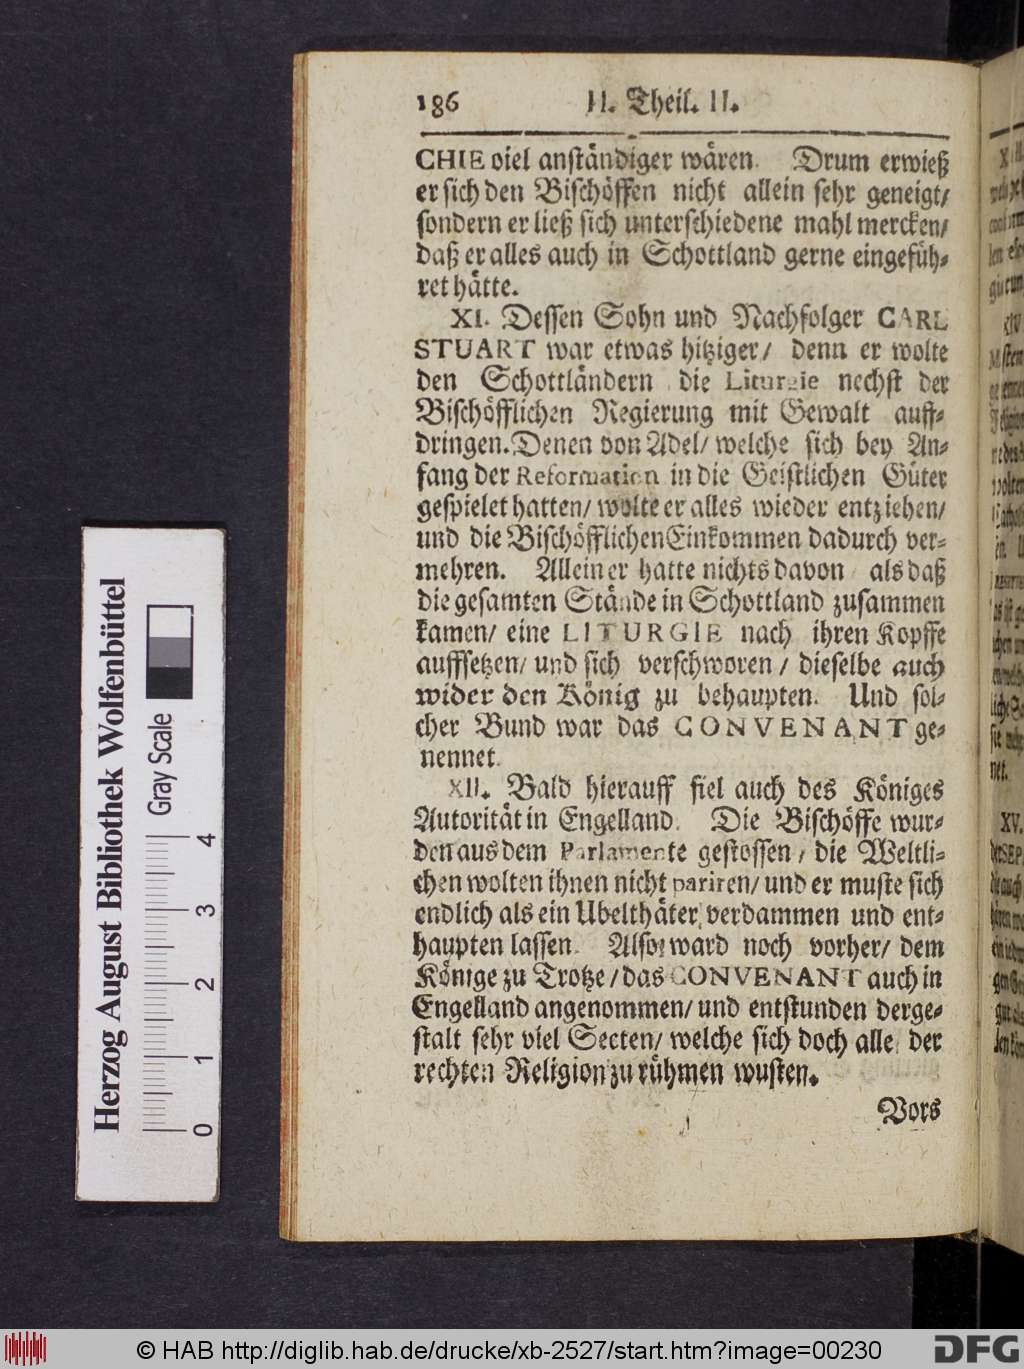 186 II. Theil. II.
CHIE viel anständiger wären. Drum erwieß
er sich den Bischöffen nicht allein sehr geneigt/
sondern er ließ sich unterschiedene mahl mercken/
daß er alles auch in Schottland gerne eingefüh-
ret hätte.
XI. Dessen Sohn und Nachfolger CARL
STUART war etwas hitziger/ denn er wolte
den Schottländern die Liturgie nechst der
Bischöfflichen Regierung mit Gewalt auff-
dringen. Denen von Adel/ welche sich bey An-
fang der Reformation in die Geistlichen Güter
gespielet hatten/ wolte er alles wieder entziehen/
und die Bischöfflichen Einkommen dadurch ver-
mehren. Allein er hatte nichts davon als daß
die gesamten Stände in Schottland zusammen
kamen/ eine LITURGIE nach ihren Kopffe
auffsetzen/ und sich verschworen/ dieselbe auch
wider den König zu behaupten. Und sol-
cher Bund war das CONVENANT ge-
nennet.
XII. Bald hierauff fiel auch des Königes
Autorität in Engelland. Die Bischöffe wur-
den aus dem Parlamente gestossen/ die Weltli-
chen wolten ihnen nicht pariren/ und er muste sich
endlich als ein Ubelthäter verdammen und ent-
haupten lassen. Also ward noch vorher/ dem
Könige zu Trotze/ das CONVENANT auch in
Engelland angenommen/ und entstunden derge-
stalt sehr viel Secten/ welche sich doch alle der
rechten Religion zu rühmen wusten.
Vors
Herzog August Bibliothek Wolfenbüttel
Gray Scale
0 1 2 3 4
© HAB http://diglib.hab.de/drucke/xb-2527/start.htm?image=00230
DFG